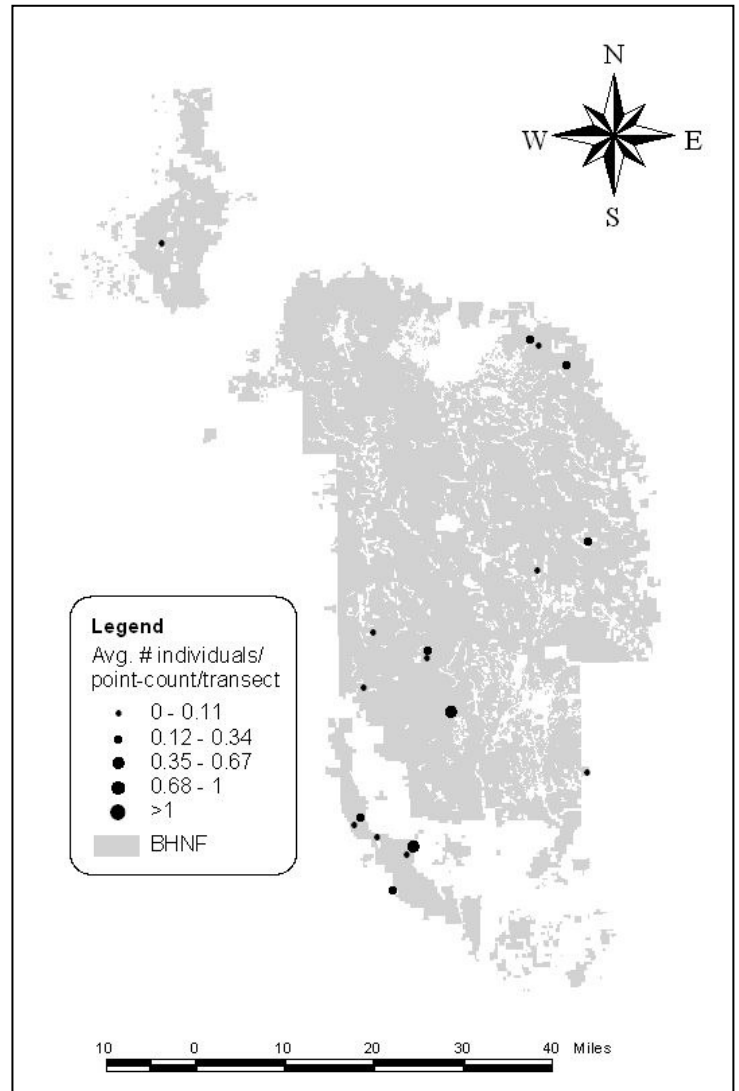 N
W E
S
Legend
Avg. # individuals/
point-count/transect
0 - 0.11
0.12 - 0.34
0.35 - 0.67
0.68 - 1
>1
BHNF
10 0 10 20 30 40 Miles